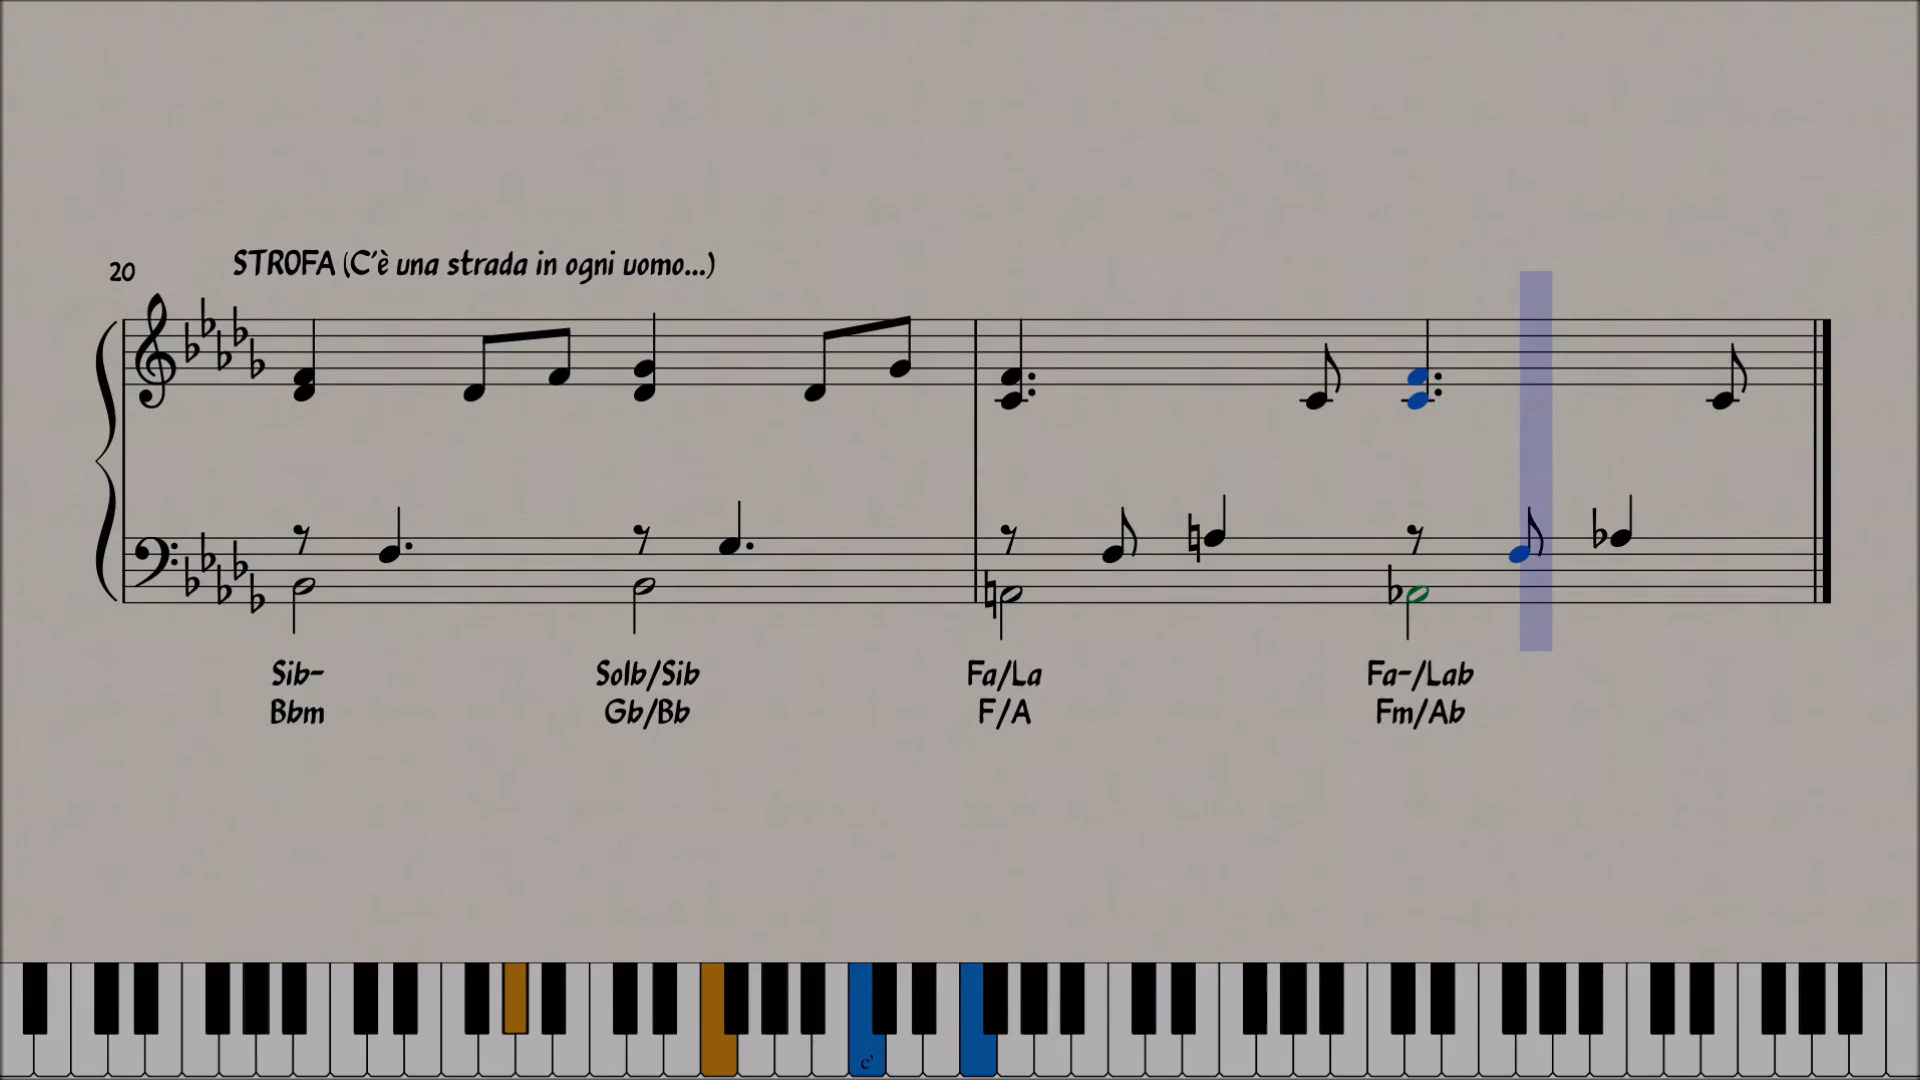 20
STROFA (C'è una strada in ogni uomo...)
Sib- Solb/Sib Fa/La Fa-/Lab
Bbm Gb/Bb F/A Fm/Ab
c'